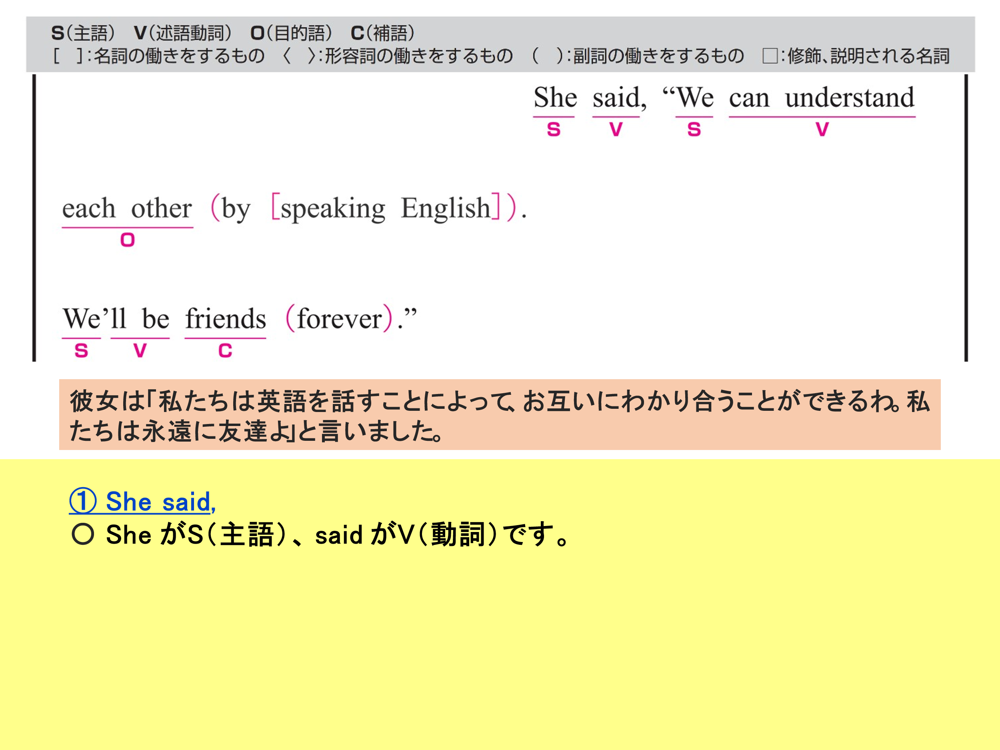 S（主語）　V（述語動詞）　O（目的語）　C（補語）
［　］：名詞の働きをするもの　〈　〉：形容詞の働きをするもの　（　）：副詞の働きをするもの　□：修飾、説明される名詞
She said, “We can understand
S V S V
each other (by [speaking English]).
O
We’ll be friends (forever).”
S V C
彼女は「私たちは英語を話すことによって、お互いにわかり合うことができるわ。私
たちは永遠に友達よ」と言いました。
① She said,
○ She がS（主語）、said がV（動詞）です。